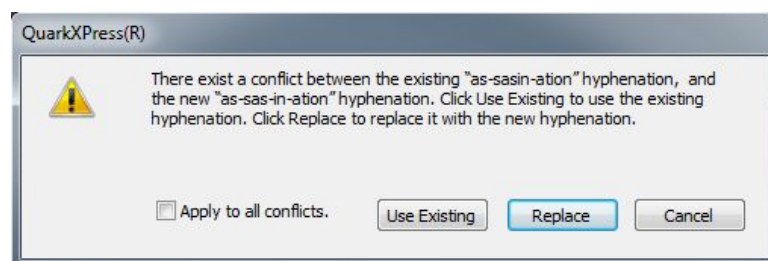 QuarkXPress(R)
There exist a conflict between the existing "as-sasin-ation" hyphenation, and
the new "as-sas-in-ation" hyphenation. Click Use Existing to use the existing
hyphenation. Click Replace to replace it with the new hyphenation.
Apply to all conflicts.
Use Existing
Replace
Cancel